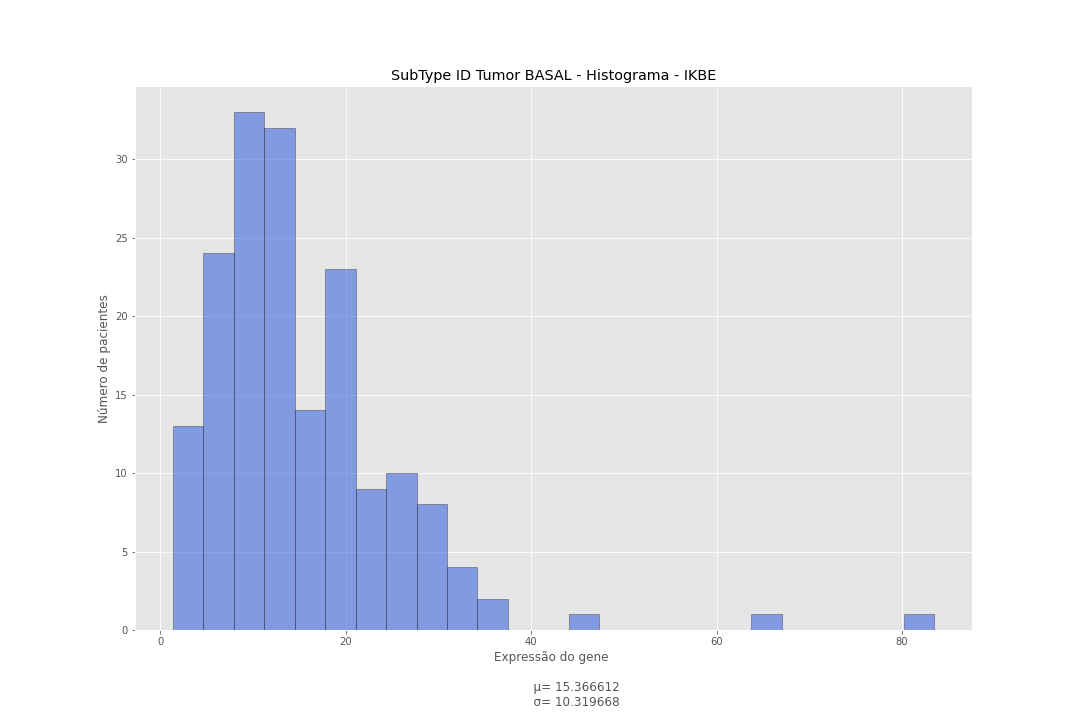 SubType ID Tumor BASAL - Histograma - IKBE
30
25
20
15
10
5
0
Número de pacientes
0 20 40 60 80
Expressão do gene
μ= 15.366612
σ= 10.319668